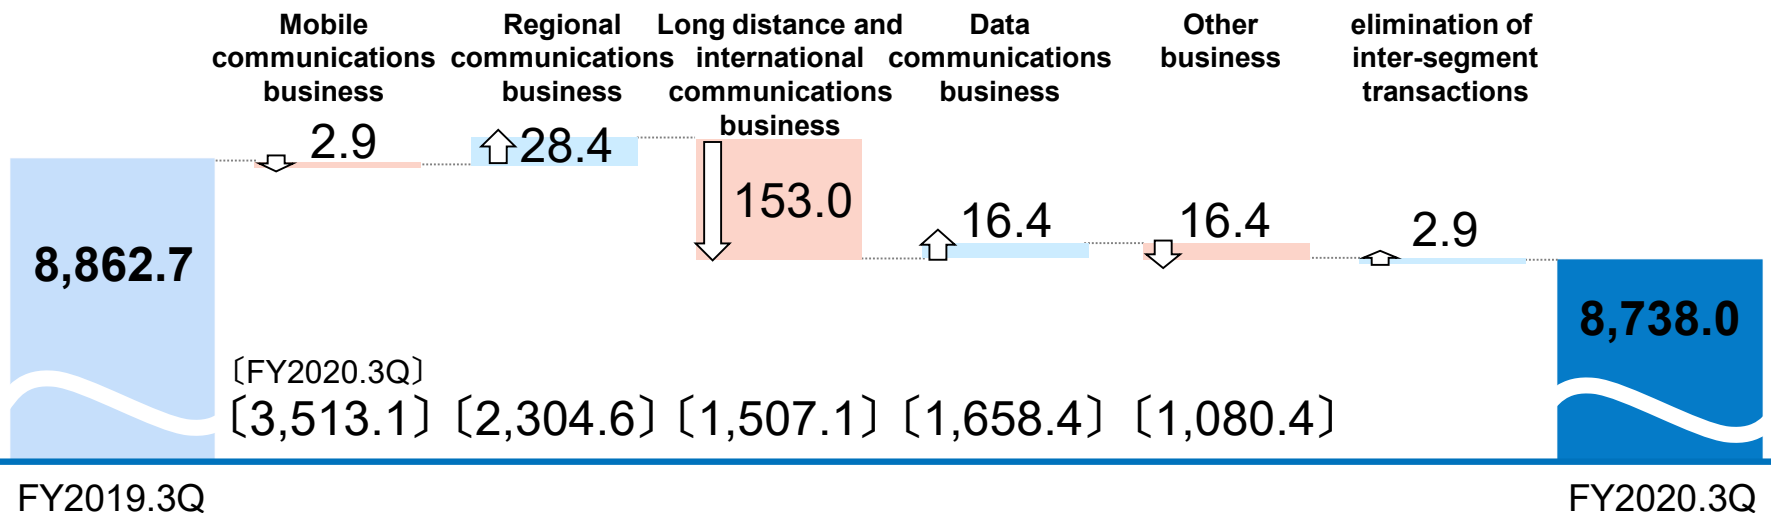 Mobile
communications
business
Regional
communications
business
Long distance and
international
communications
business
Data
communications
business
Other
business
elimination of
inter-segment
transactions
2.9
28.4
153.0
16.4
16.4
2.9
8,862.7
8,738.0
〔FY2020.3Q〕
〔3,513.1〕〔2,304.6〕〔1,507.1〕〔1,658.4〕〔1,080.4〕
FY2019.3Q
FY2020.3Q